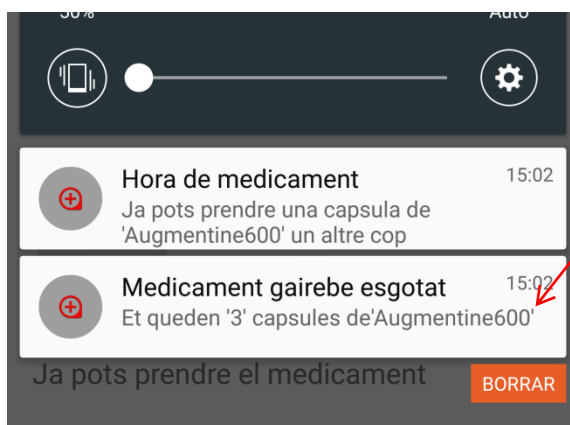 50%
Auto
Hora de medicament
15:02
Ja pots prendre una capsula de
'Augmentine600' un altre cop
Medicament gairebe esgotat
15:02
Et queden '3' capsules de'Augmentine600'
Ja pots prendre el medicament
BORRAR